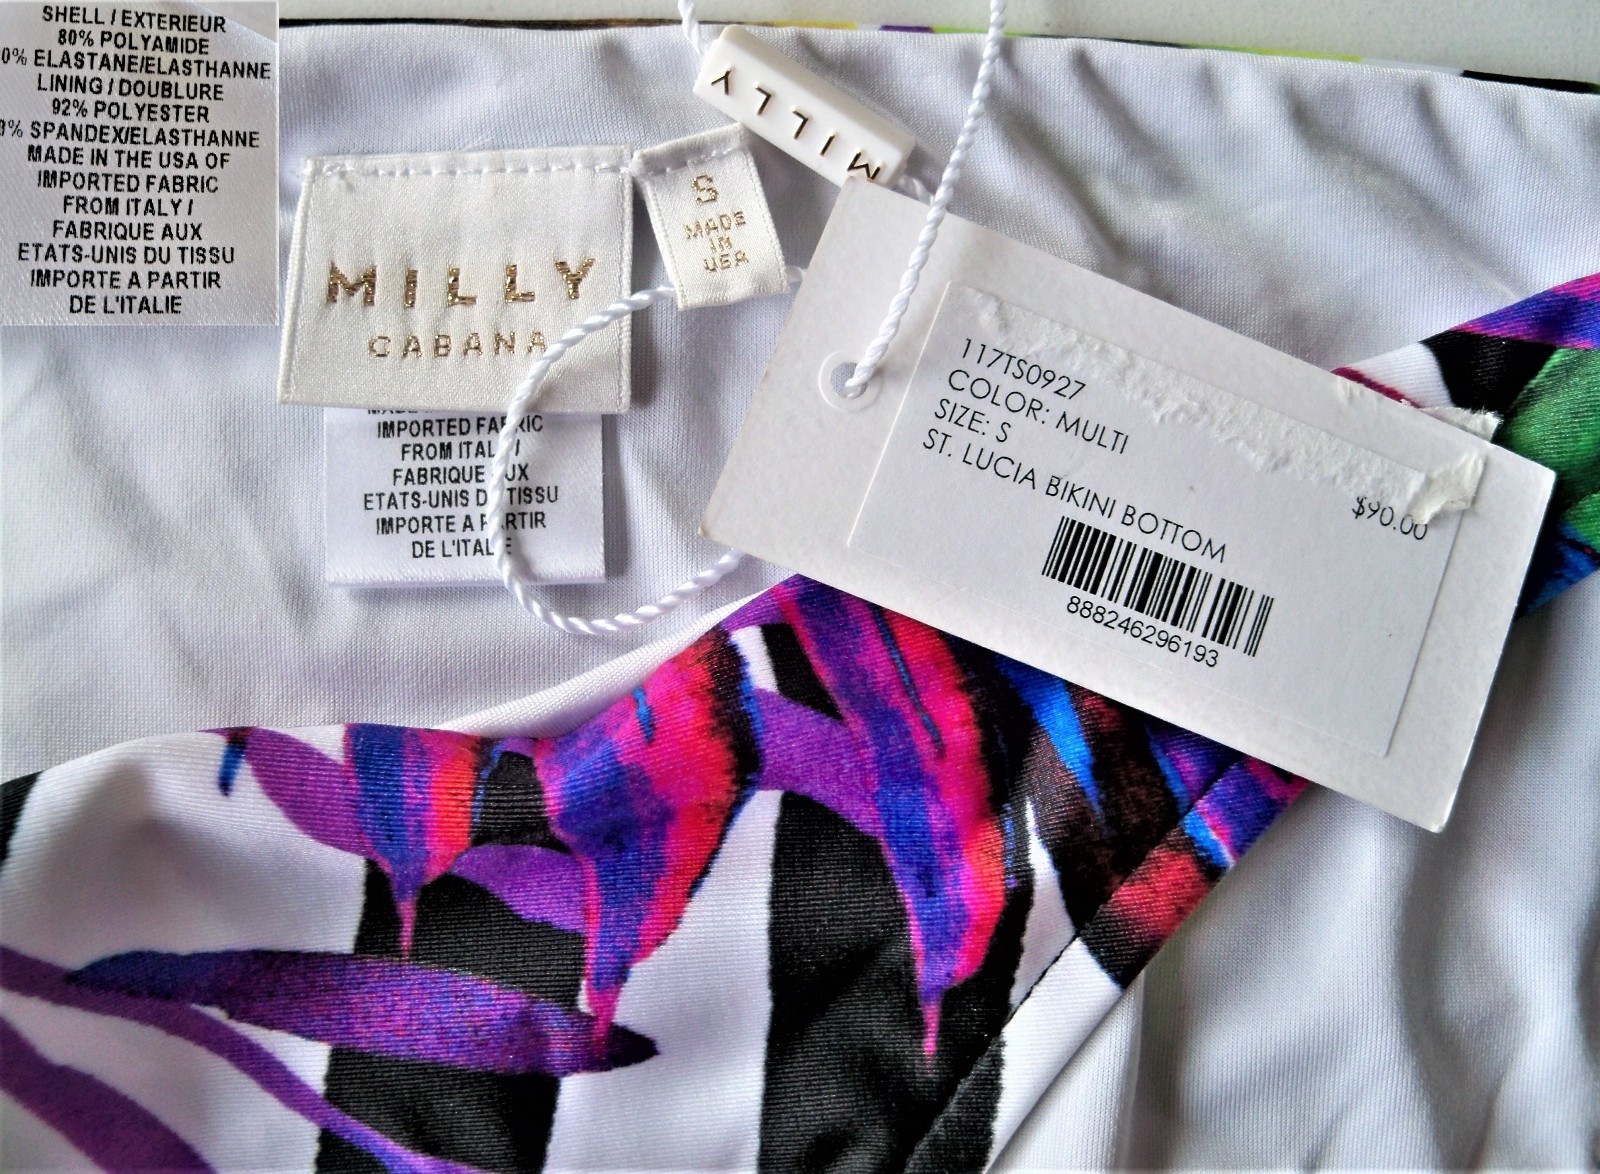 SHELL / EXTERIEUR
80% POLYAMIDE
0% ELASTANE/ELASTHANNE
LINING / DOUBLURE
92% POLYESTER
% SPANDEX/ELASTHANNE
MADE IN THE USA OF
IMPORTED FABRIC
FROM ITALY /
FABRIQUE AUX
ETATS-UNIS DU TISSU
IMPORTE A PARTIR
DE L'ITALIE
MILLY
CABANA
IMPORTED FABRIC
FROM ITALY /
FABRIQUE AUX
ETATS-UNIS DU TISSU
IMPORTE A PARTIR
DE L'ITALIE
S
MADE
IN
USA
MILLY
117TS0927
COLOR: MULTI
SIZE: S
ST. LUCIA BIKINI BOTTOM
$90.00
888246296193